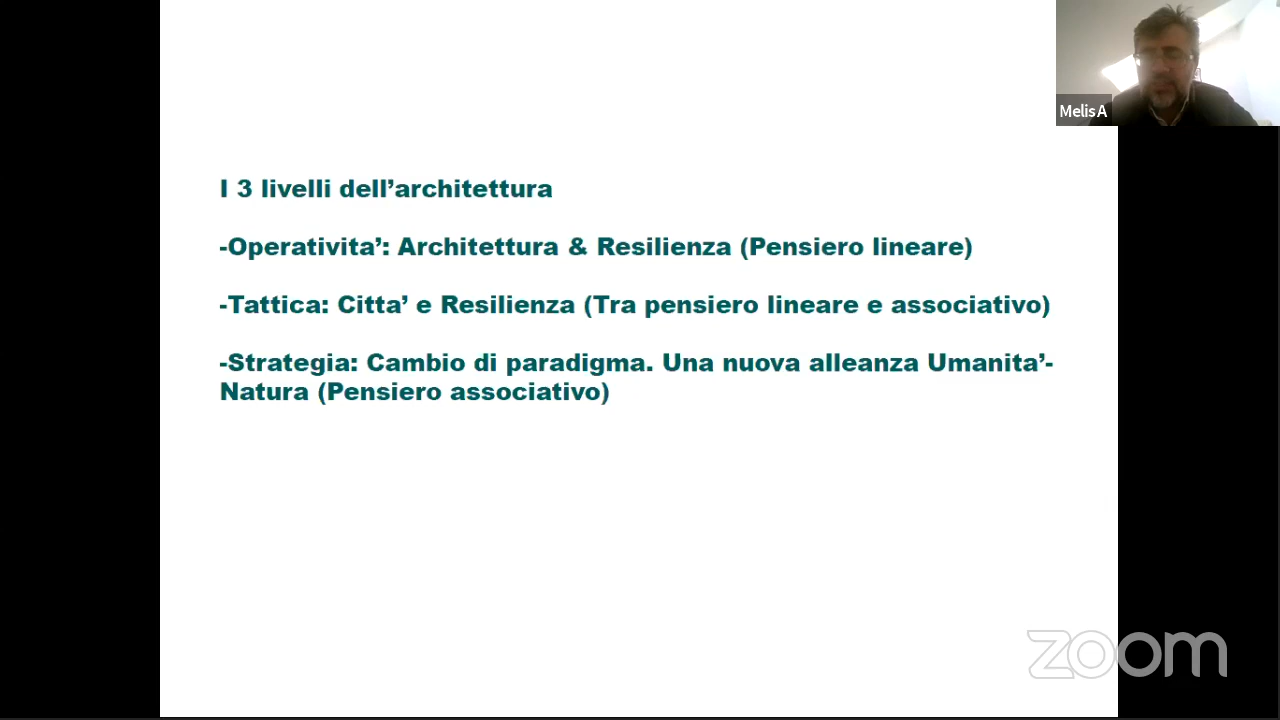 MelisA
I 3 livelli dell’architettura
-Operativita’: Architettura & Resilienza (Pensiero lineare)
-Tattica: Citta’ e Resilienza (Tra pensiero lineare e associativo)
-Strategia: Cambio di paradigma. Una nuova alleanza Umanita’-
Natura (Pensiero associativo)
zoom